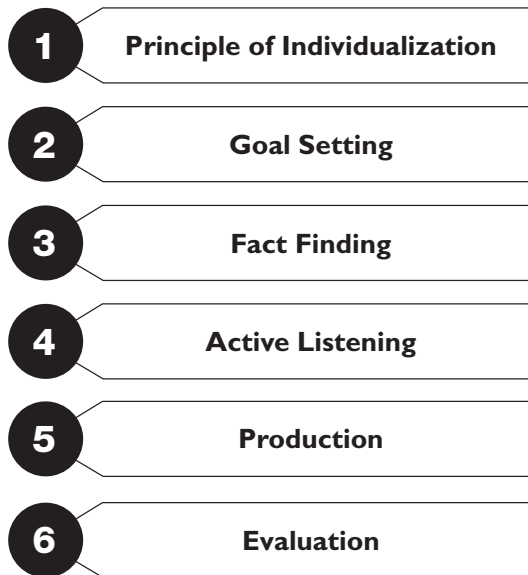 1 Principle of Individualization
2 Goal Setting
3 Fact Finding
4 Active Listening
5 Production
6 Evaluation